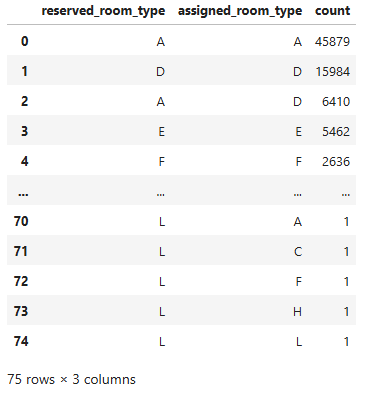 reserved_room_type assigned_room_type count
0 A A 45879
1 D D 15984
2 A D 6410
3 E E 5462
4 F F 2636
... ... ... ...
70 L A 1
71 L C 1
72 L F 1
73 L H 1
74 L L 1
75 rows × 3 columns